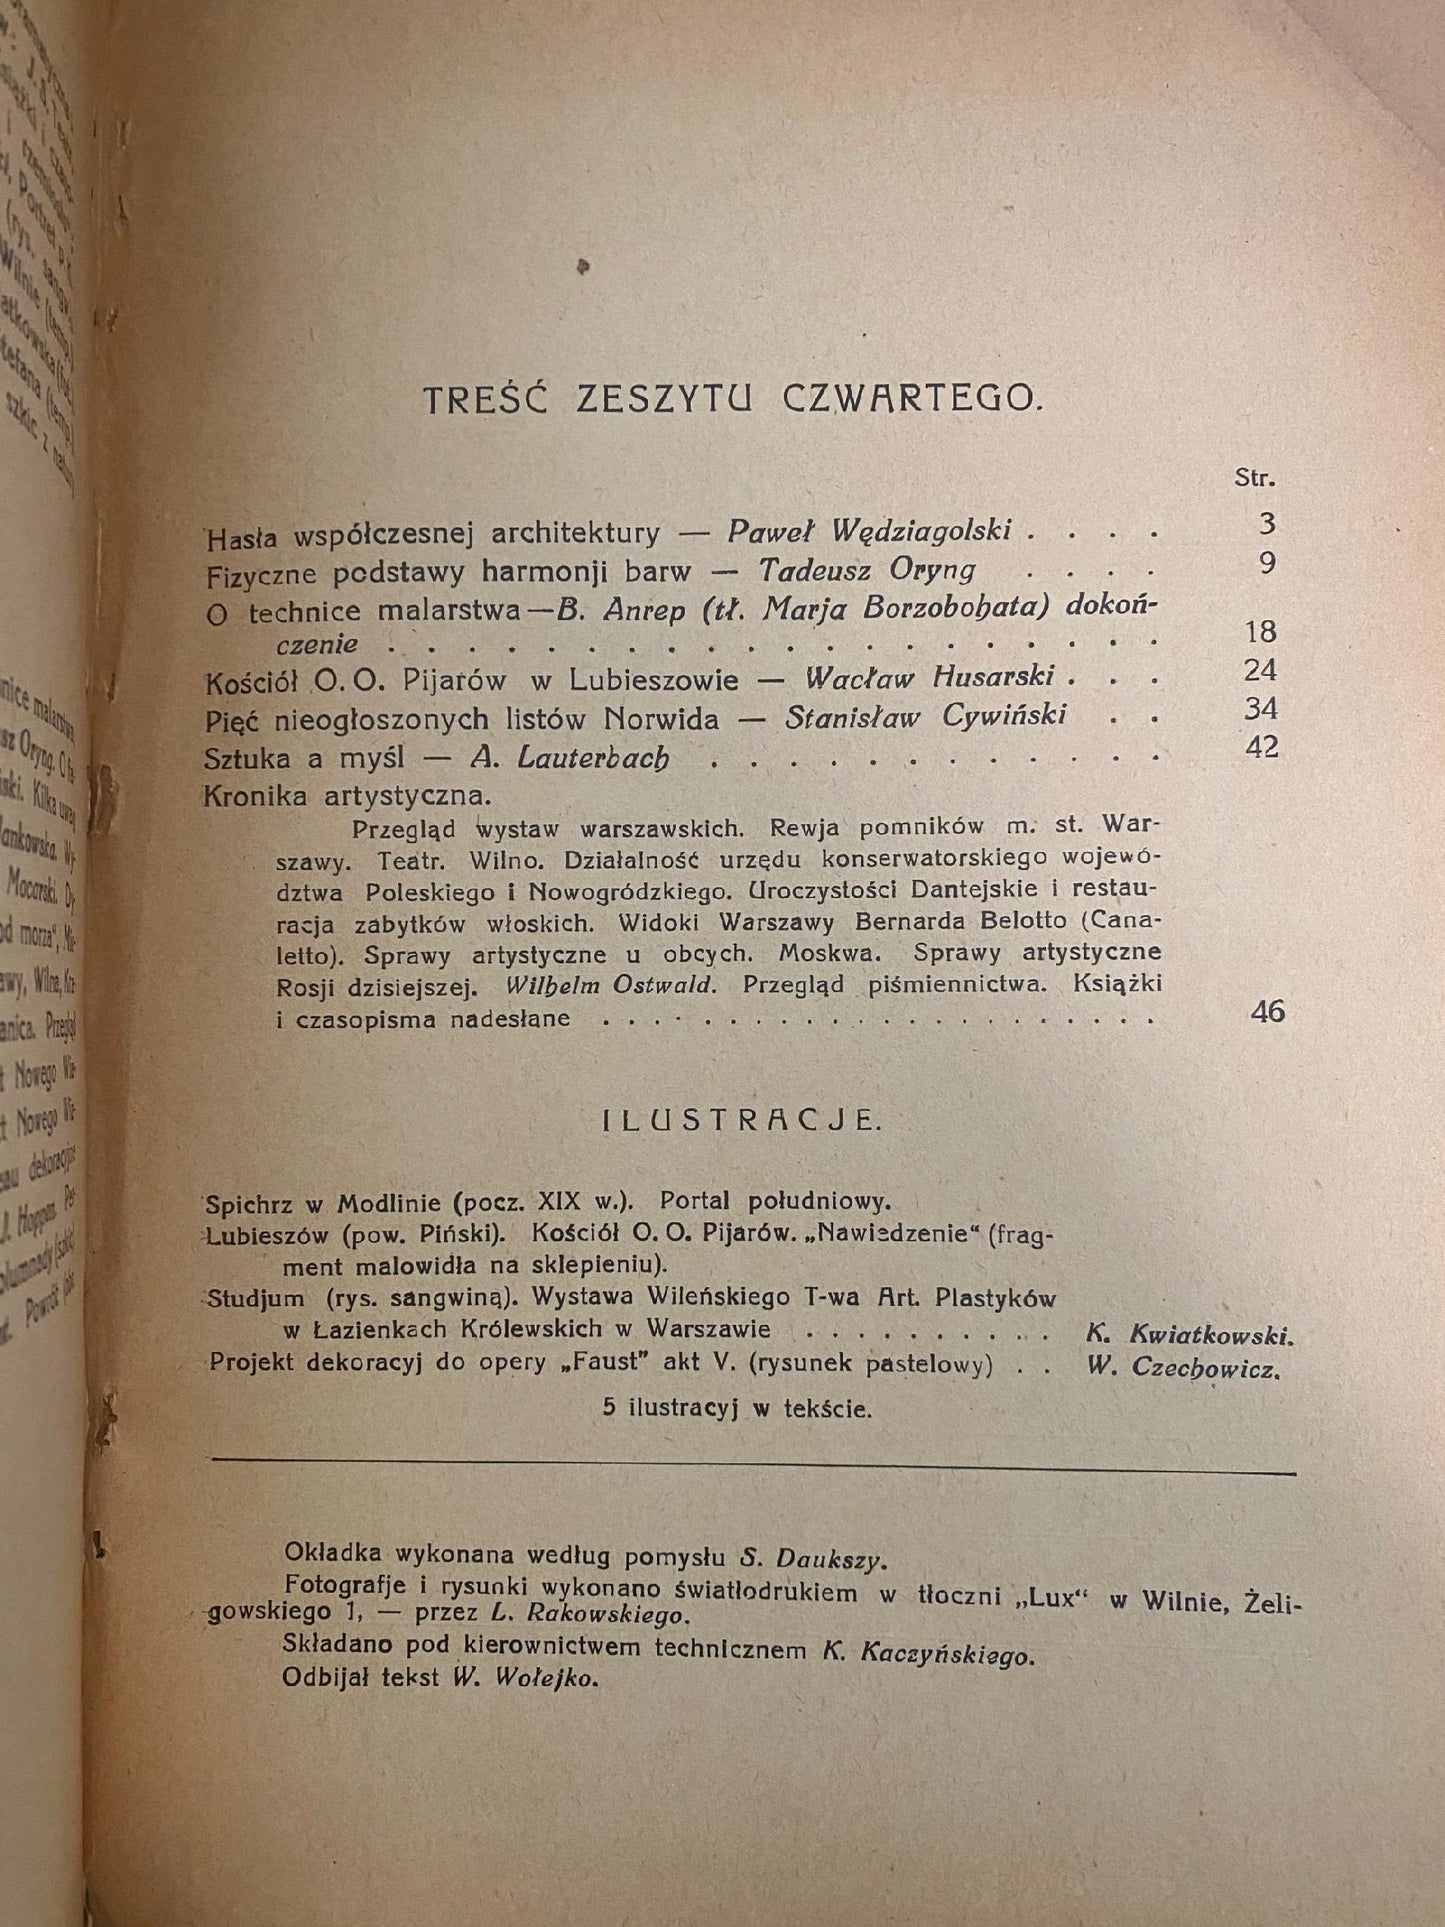 TREŚĆ ZESZYTU CZWARTEGO.
Str.
Hasła współczesnej architektury — Paweł Wędziagolski . . . . 3
Fizyczne podstawy harmonji barw — Tadeusz Oryng . . . . 9
O technice malarstwa—B. Anrep (tł. Marja Borzobohata) dokoń-
czenie . . . . . . . . . . . . . . . . . . . . 18
Kościół O. O. Pijarów w Lubieszowie — Wacław Husarski . . . 24
Pięć nieogłoszonych listów Norwida — Stanisław Cywiński . . 34
Sztuka a myśl — A. Lauterbach . . . . . . . . . . . . 42
Kronika artystyczna.
Przegląd wystaw warszawskich. Rewja pomników m. st. War-
szawy. Teatr. Wilno. Działalność urzędu konserwatorskiego wojewó-
dztwa Poleskiego i Nowogródzkiego. Uroczystości Dantejskie i restau-
racja zabytków włoskich. Widoki Warszawy Bernarda Belotto (Cana-
letto). Sprawy artystyczne u obcych. Moskwa. Sprawy artystyczne
Rosji dzisiejszej. Wilhelm Ostwald. Przegląd piśmiennictwa. Książki
i czasopisma nadesłane . . . . . . . . . . . . . . . . . . . . . . 46
ILUSTRACJE.
Spichrz w Modlinie (pocz. XIX w.). Portal południowy.
Lubieszów (pow. Piński). Kościół O. O. Pijarów. „Nawiedzenie“ (frag-
ment malowidła na sklepieniu).
Studjum (rys. sangwiną). Wystawa Wileńskiego T-wa Art. Plastyków
w Łazienkach Królewskich w Warszawie . . . . . . . . . . K. Kwiatkowski.
Projekt dekoracyj do opery „Faust” akt V. (rysunek pastelowy) . . W. Czechowicz.
5 ilustracyj w tekście.
Okładka wykonana według pomysłu S. Daukszy.
Fotografje i rysunki wykonano światłodrukiem w tłoczni „Lux“ w Wilnie, Żeli-
gowskiego 1, — przez L. Rakowskiego.
Składano pod kierownictwem technicznem K. Kaczyńskiego.
Odbijał tekst W. Wołejko.